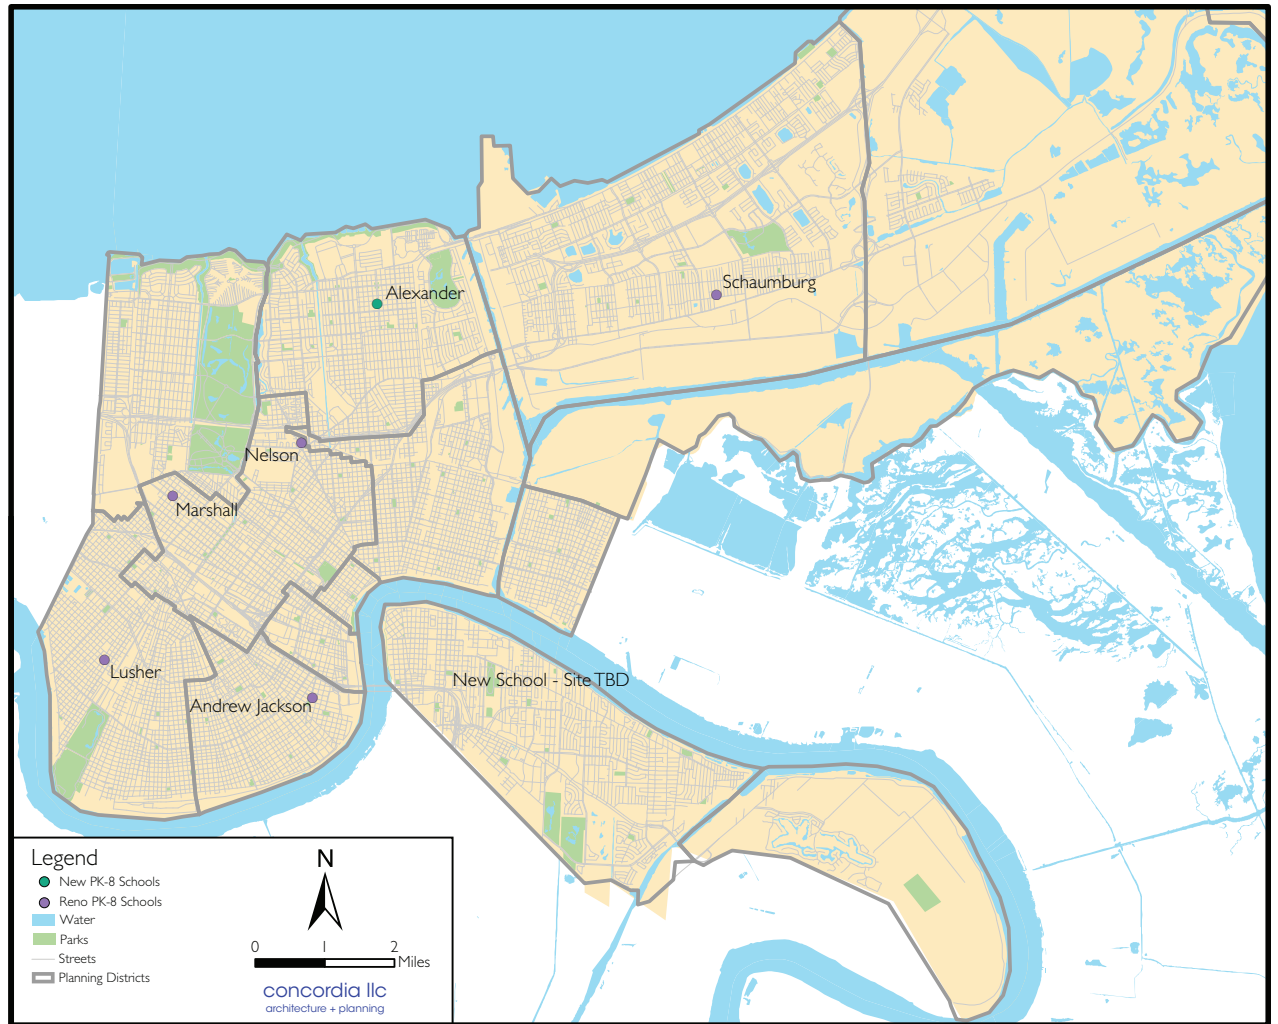 Schaumburg
Alexander
Nelson
Marshall
Lusher
New School - Site TBD
Andrew Jackson
Legend
New PK-8 Schools
Reno PK-8 Schools
Water
Parks
Streets
Planning Districts
N
0 1 2
Miles
concordia llc
architecture + planning